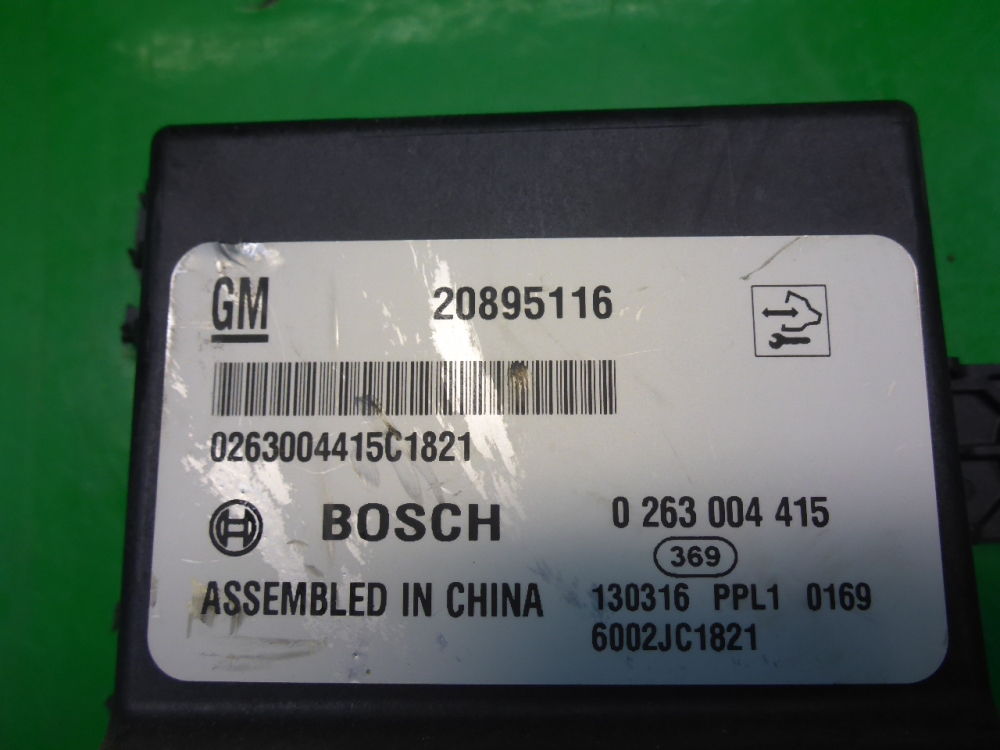 GM 20895116
0263004415C1821
BOSCH 0 263 004 415
369
ASSEMBLED IN CHINA 130316 PPL1 0169
6002JC1821